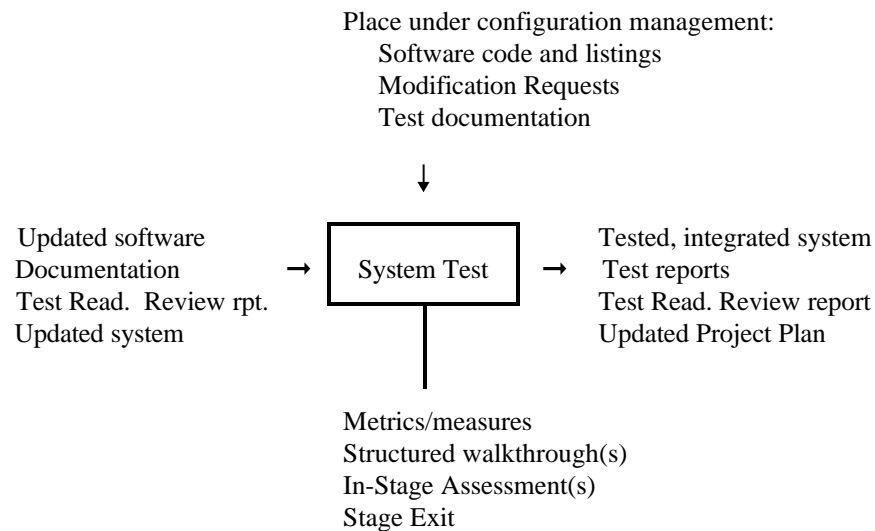 Place under configuration management:
Software code and listings
Modification Requests
Test documentation
Updated software
Documentation
Test Read. Review rpt.
Updated system
System Test
Tested, integrated system
Test reports
Test Read. Review report
Updated Project Plan
Metrics/measures
Structured walkthrough(s)
In-Stage Assessment(s)
Stage Exit